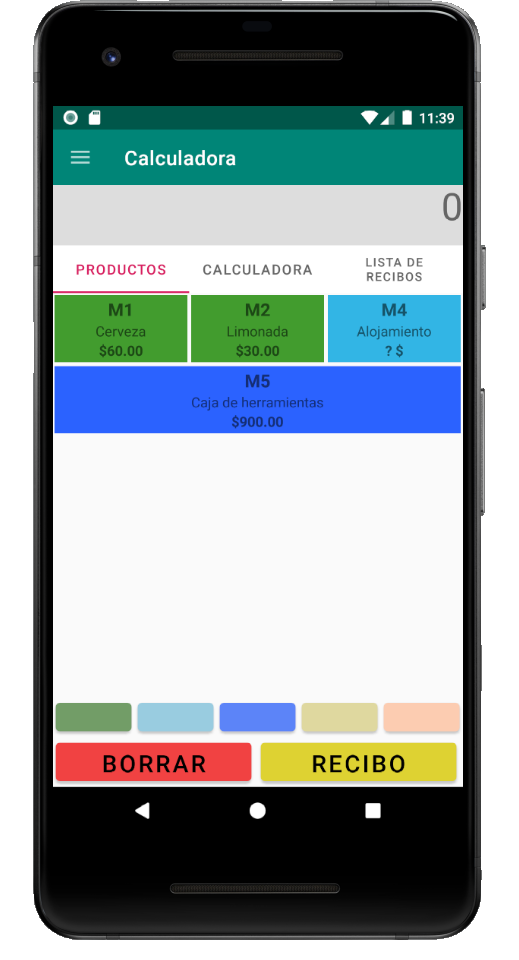 11:39
Calculadora
0
PRODUCTOS
CALCULADORA
LISTA DE
RECIBOS
M1
Cerveza
$60.00
M2
Limonada
$30.00
M4
Alojamiento
? $
M5
Caja de herramientas
$900.00
BORRAR
RECIBO